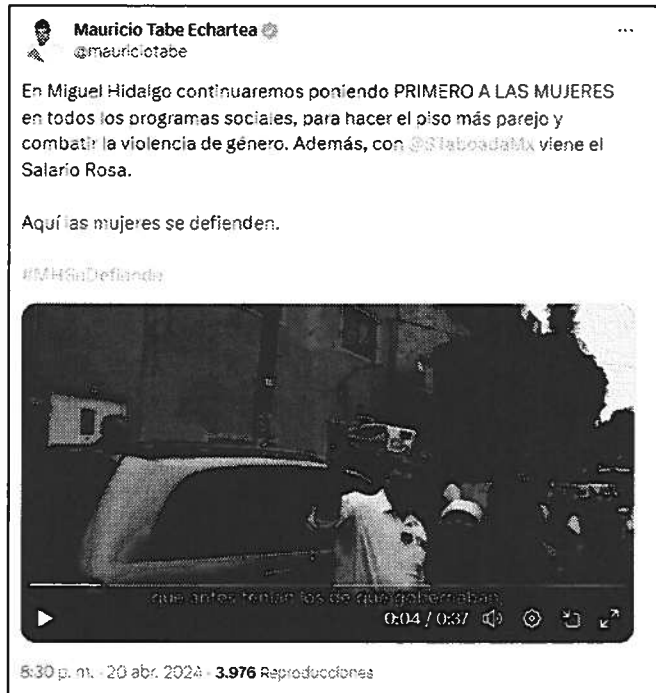 Mauricio Tabe Echartea
@mauriciotabe
En Miguel Hidalgo continuaremos poniendo PRIMERO A LAS MUJERES
en todos los programas sociales, para hacer el piso más parejo y
combatir la violencia de género. Además, con @STaboadaMx viene el
Salario Rosa.
Aquí las mujeres se defienden.
#MHSeDefiende
que antes tenían los de que gobernaban,
0:04 / 0:37
8:30 p. m. · 20 abr. 2024 · 3.976 Reproducciones